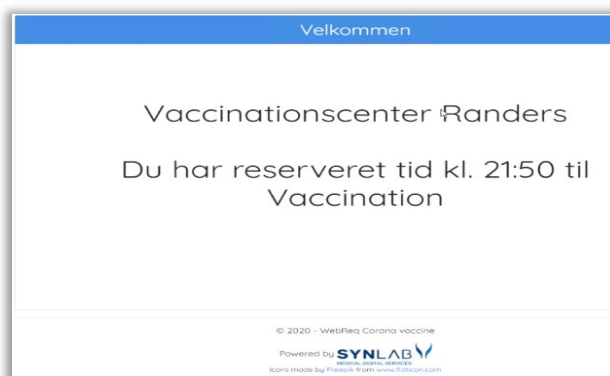 Velkommen
Vaccinationscenter Randers
Du har reserveret tid kl. 21:50 til
Vaccination
© 2020 - WebReq Corona vaccine
Powered by SYNLAB
MEDICAL DIGITAL SERVICES
Icons made by Freepik from www.flaticon.com